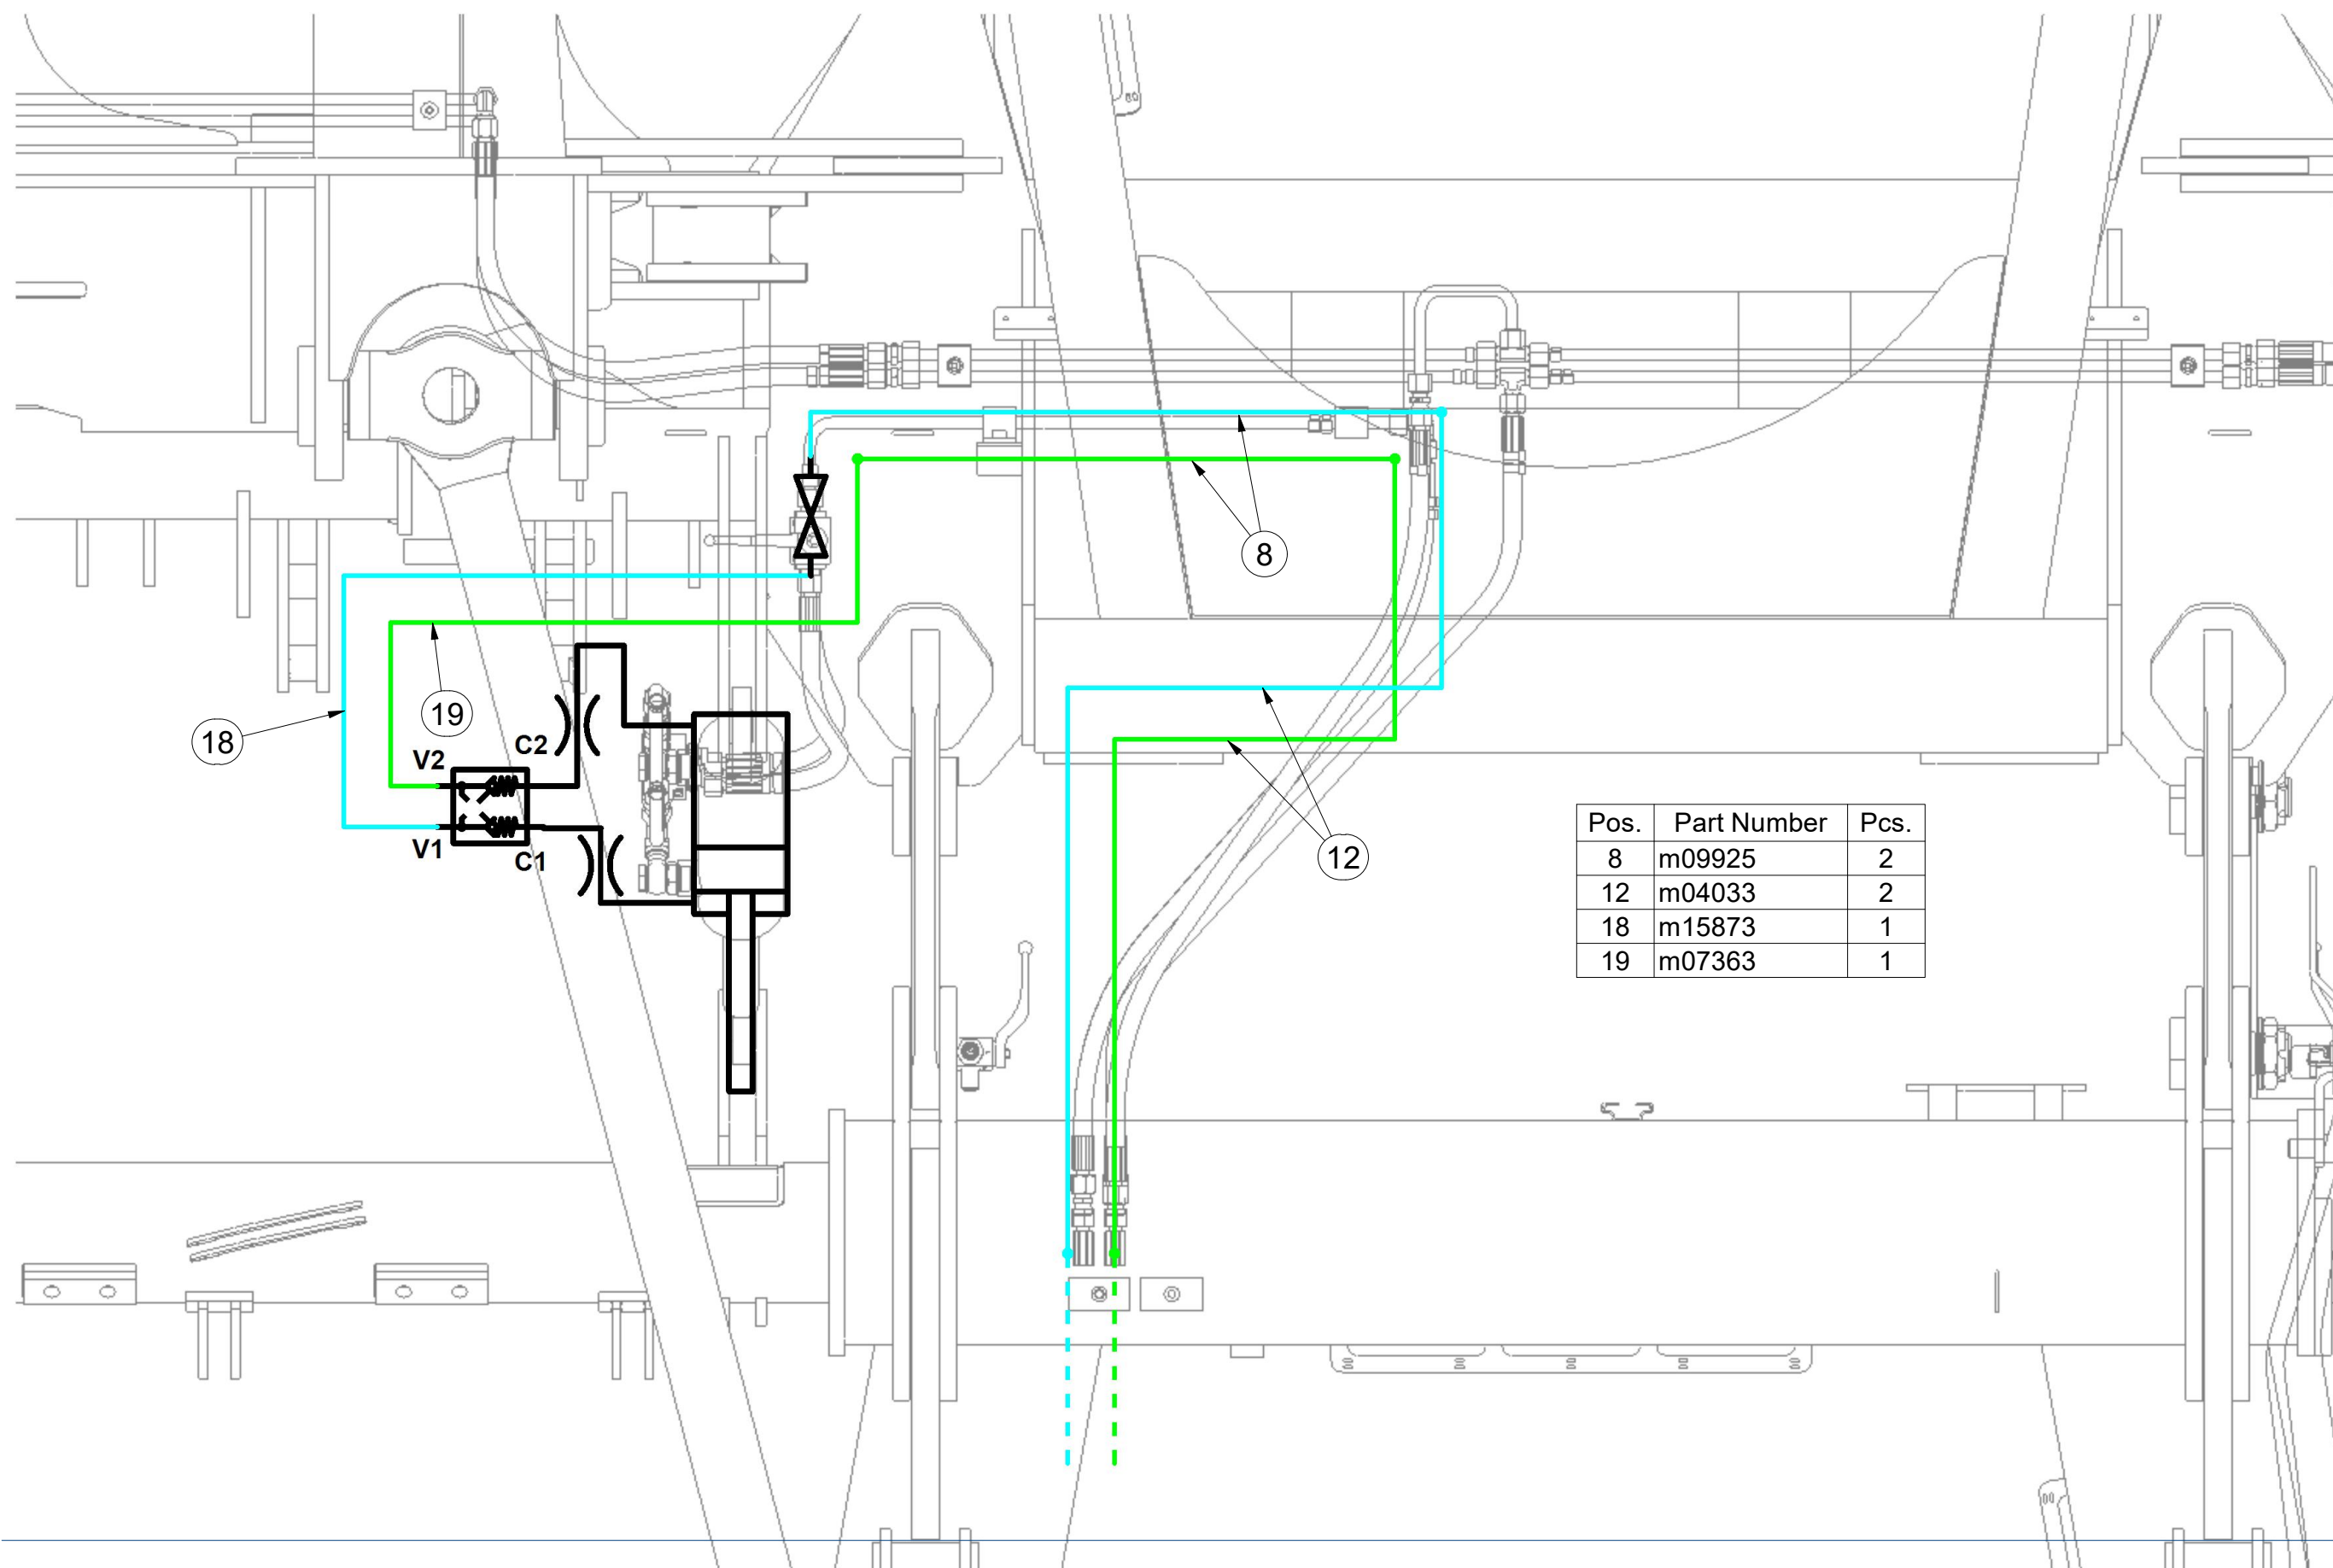 8
19
18
C2
V2
V1
C1
12
Pos. Part Number Pcs.
8 m09925 2
12 m04033 2
18 m15873 1
19 m07363 1